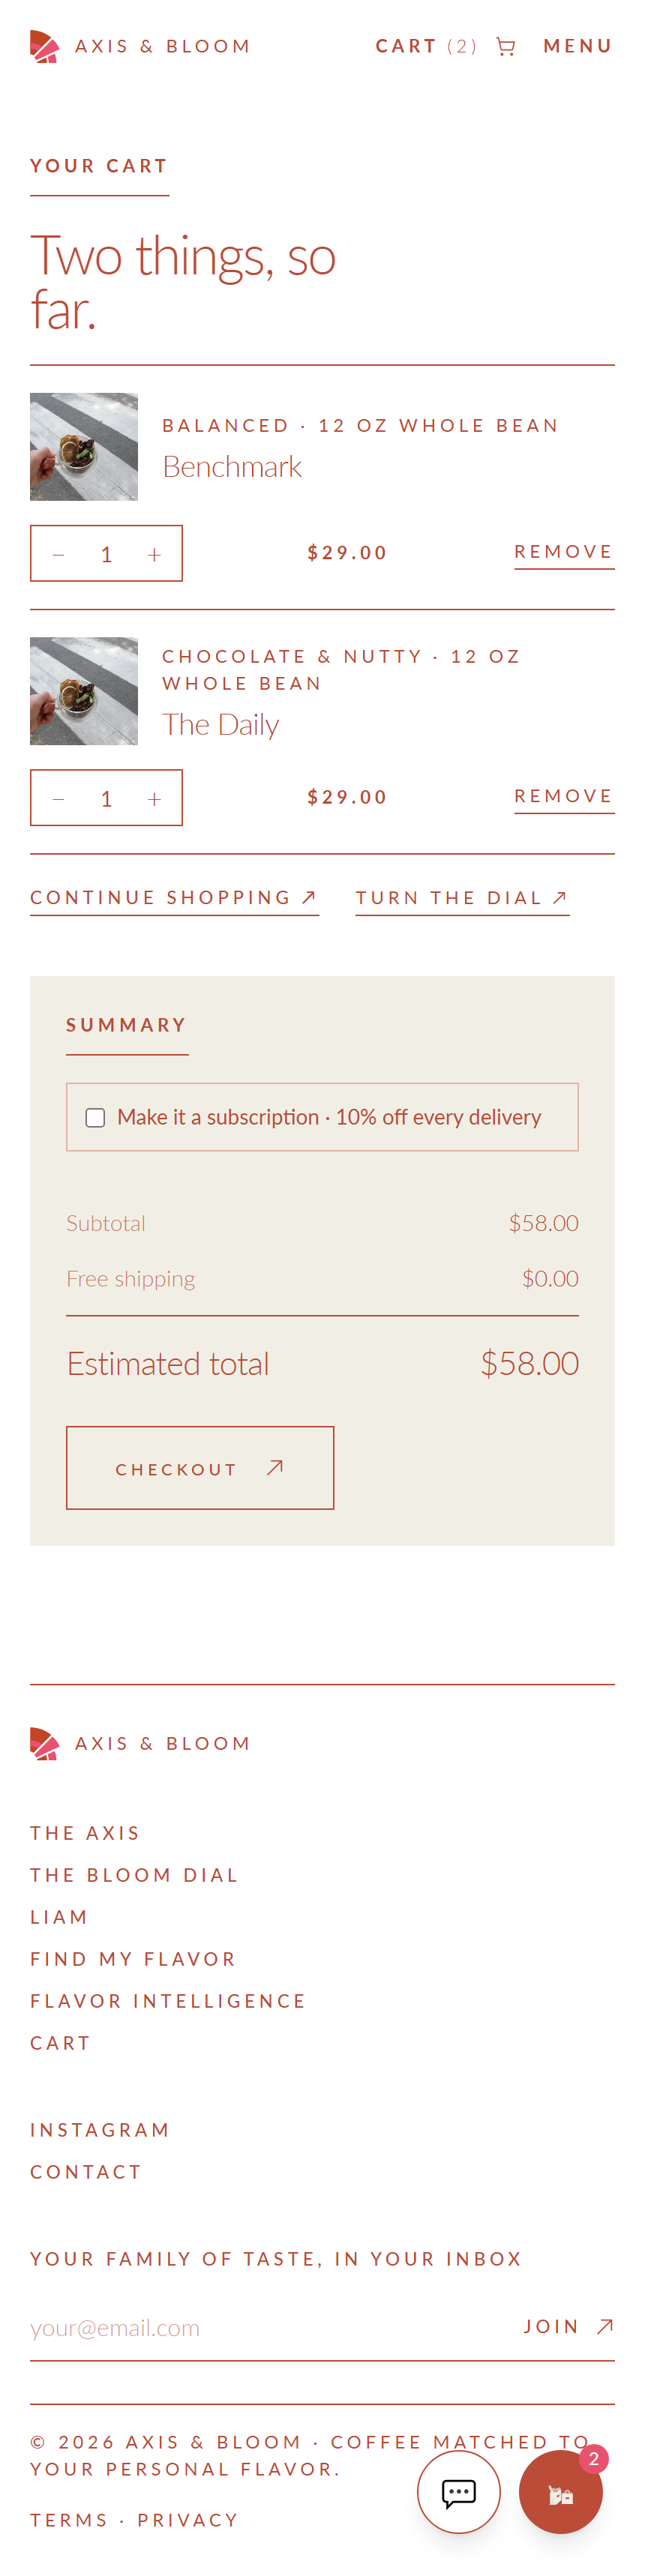 AXIS & BLOOM
CART (2)
MENU
YOUR CART
Two things, so
far.
BALANCED · 12 OZ WHOLE BEAN
Benchmark
− 1 +
$29.00
REMOVE
CHOCOLATE & NUTTY · 12 OZ
WHOLE BEAN
The Daily
− 1 +
$29.00
REMOVE
CONTINUE SHOPPING ↗
TURN THE DIAL ↗
SUMMARY
Make it a subscription · 10% off every delivery
Subtotal $58.00
Free shipping $0.00
Estimated total $58.00
CHECKOUT ↗
AXIS & BLOOM
THE AXIS
THE BLOOM DIAL
LIAM
FIND MY FLAVOR
FLAVOR INTELLIGENCE
CART
INSTAGRAM
CONTACT
YOUR FAMILY OF TASTE, IN YOUR INBOX
your@email.com
JOIN ↗
© 2026 AXIS & BLOOM · COFFEE MATCHED TO
YOUR PERSONAL FLAVOR.
2
TERMS · PRIVACY